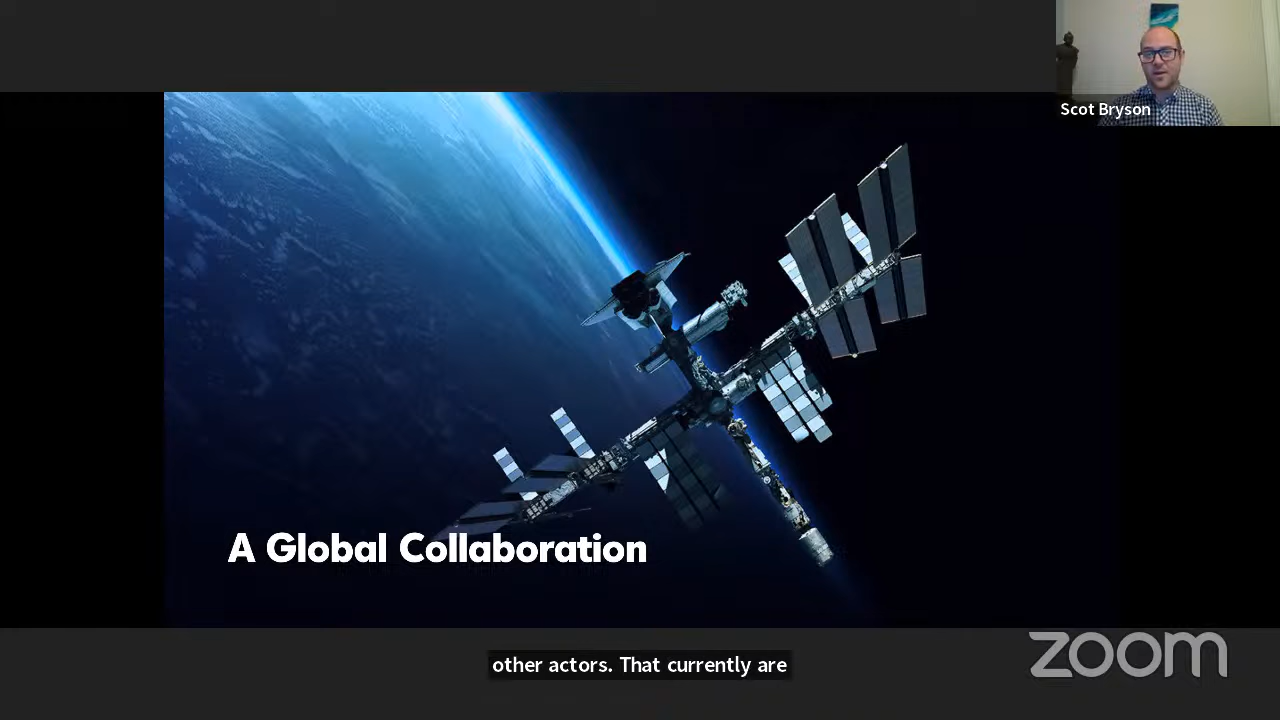 Scot Bryson
A Global Collaboration
other actors. That currently are
zoom